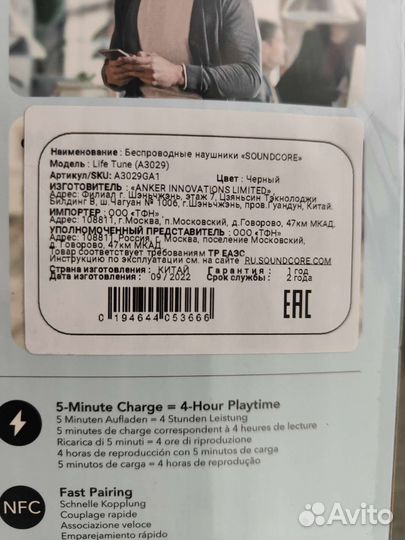 Наименование : Беспроводные наушники «SOUNDCORE»
Модель : Life Tune (A3029)
Артикул/SKU: A3029GA1 Цвет: Черный
ИЗГОТОВИТЕЛЬ : «ANKER INNOVATIONS LIMITED»,
Адрес: Филиал г. Шэньчжэнь, этаж 7, Цзяньсин Тэкнолоджи
Билдинг В, ш.Чагуан № 1006, г.Шэньчжэнь, пров.Гуандун, Китай.
ИМПОРТЕР : ООО «ТФН»
Адрес: 108811, г.Москва, п.Московский, д.Говорово, 47км МКАД.
УПОЛНОМОЧЕННЫЙ ПРЕДСТАВИТЕЛЬ : ООО «ТФН»
Адрес: 108811, Россия, г. Москва, поселение Московский,
д.Говорово, 47 км МКАД.
Товар соответствует требованиям ТР ЕАЭС
Инструкцию по эксплуатации см. на сайте RU.SOUNDCORE.COM
Страна изготовления: КИТАЙ Гарантия : 1 год
Дата изготовления : 09/2022 Срок службы : 2 года
EAC
0 194644 053666
5-Minute Charge = 4-Hour Playtime
5 Minuten Aufladen = 4 Stunden Leistung
5 minutes de charge correspondent à 4 heures de lecture
Ricarica di 5 minuti = 4 ore di riproduzione
4 horas de reproducción con 5 minutos de carga
5 minutos de carga = 4 horas de reprodução
NFC
Fast Pairing
Schnelle Kopplung
Couplage rapide
Associazione veloce
Emparejamiento rápido
Avito